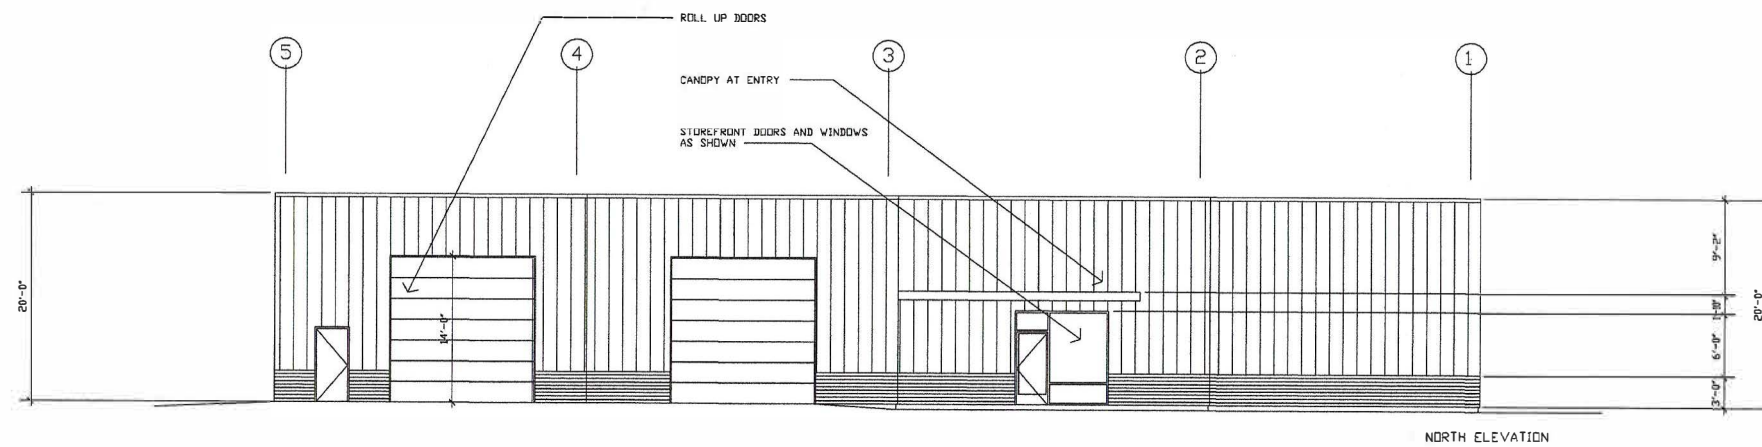 ROLL UP DOORS
5
4
3
2
1
CANOPY AT ENTRY
STOREFRONT DOORS AND WINDOWS
AS SHOWN
20'-0"
14'-0"
9'-2"
1'-10"
6'-0"
3'-0"
20'-0"
NORTH ELEVATION